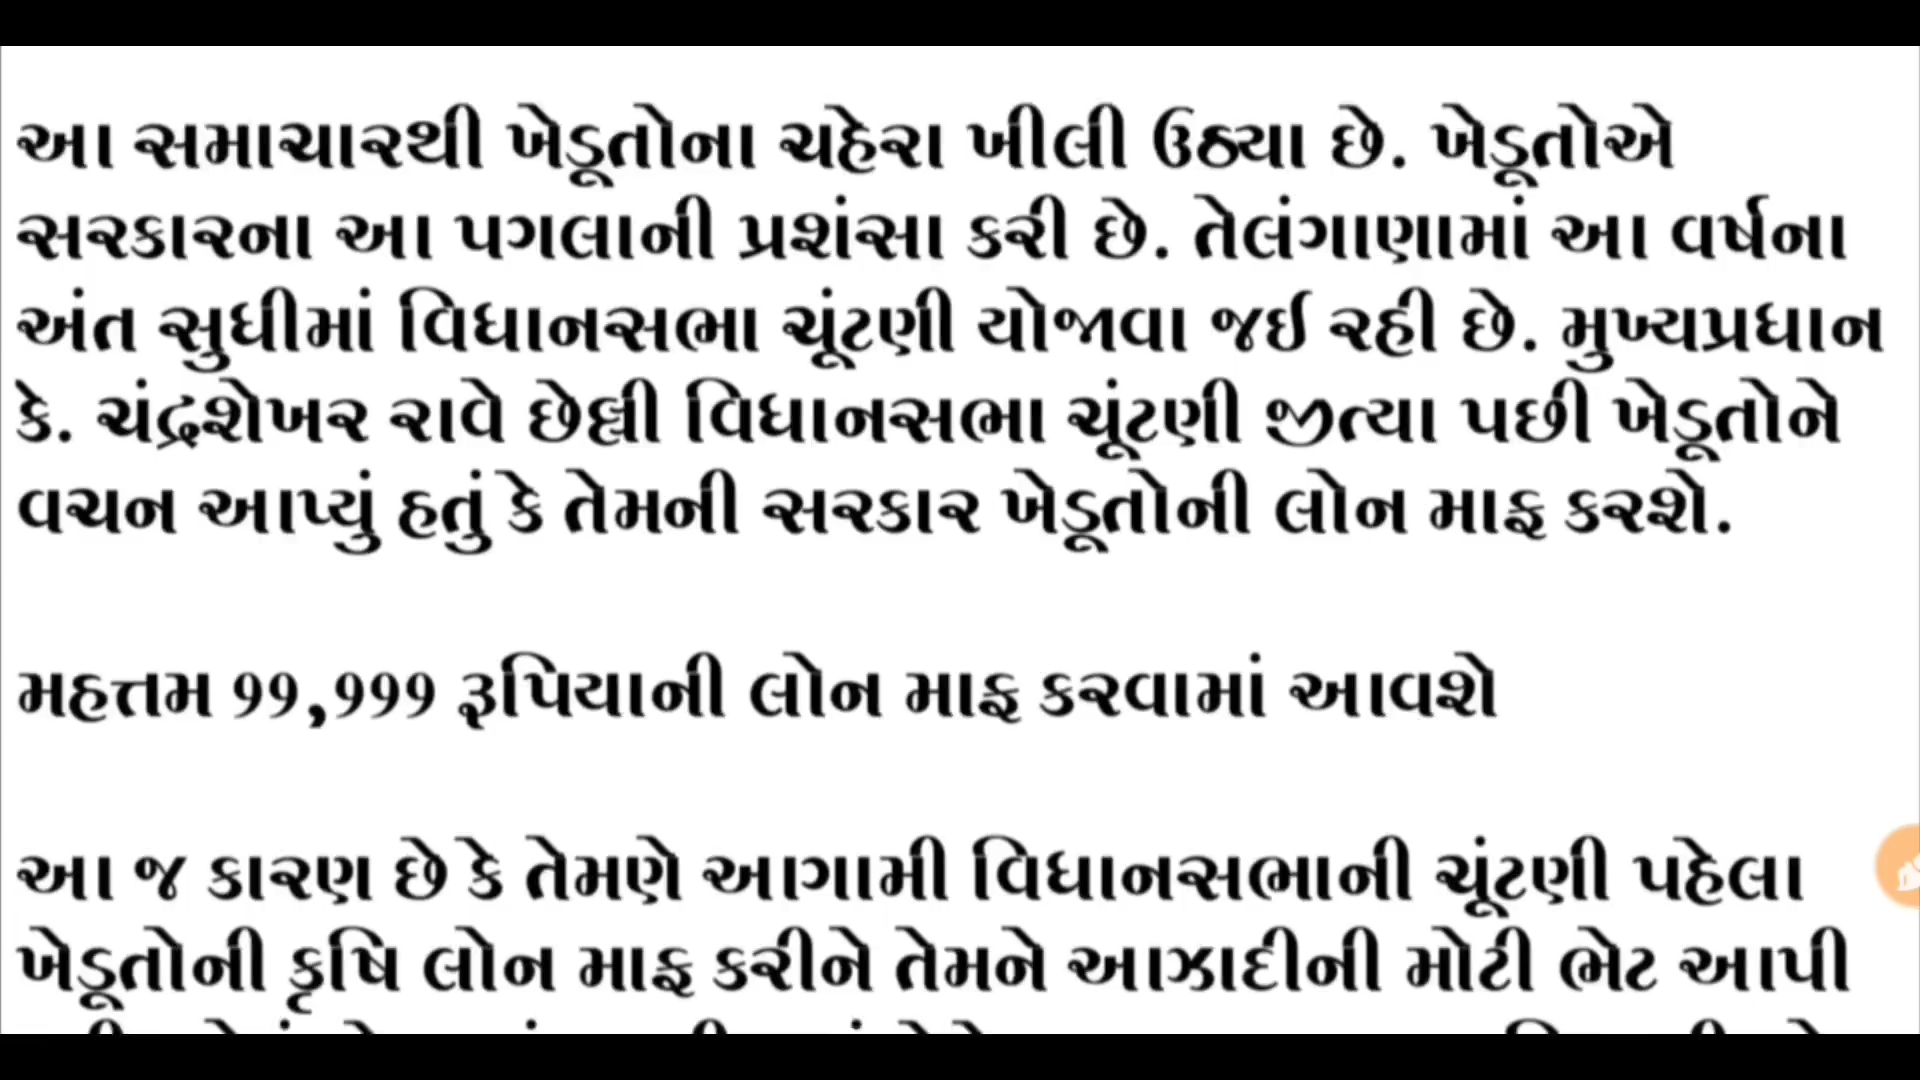 આ સમાચારથી ખેડૂતોના ચહેરા ખીલી ઉઠ્યા છે. ખેડૂતોએ
સરકારના આ પગલાની પ્રશંસા કરી છે. તેલંગાણામાં આ વર્ષના
અંત સુધીમાં વિધાનસભા ચૂંટણી યોજાવા જઈ રહી છે. મુખ્યપ્રધાન
કે. ચંદ્રશેખર રાવે છેલ્લી વિધાનસભા ચૂંટણી જીત્યા પછી ખેડૂતોને
વચન આપ્યું હતું કે તેમની સરકાર ખેડૂતોની લોન માફ કરશે.
મહત્તમ 99,999 રૂપિયાની લોન માફ કરવામાં આવશે
આ જ કારણ છે કે તેમણે આગામી વિધાનસભાની ચૂંટણી પહેલા
ખેડૂતોની કૃષિ લોન માફ કરીને તેમને આઝાદીની મોટી ભેટ આપી